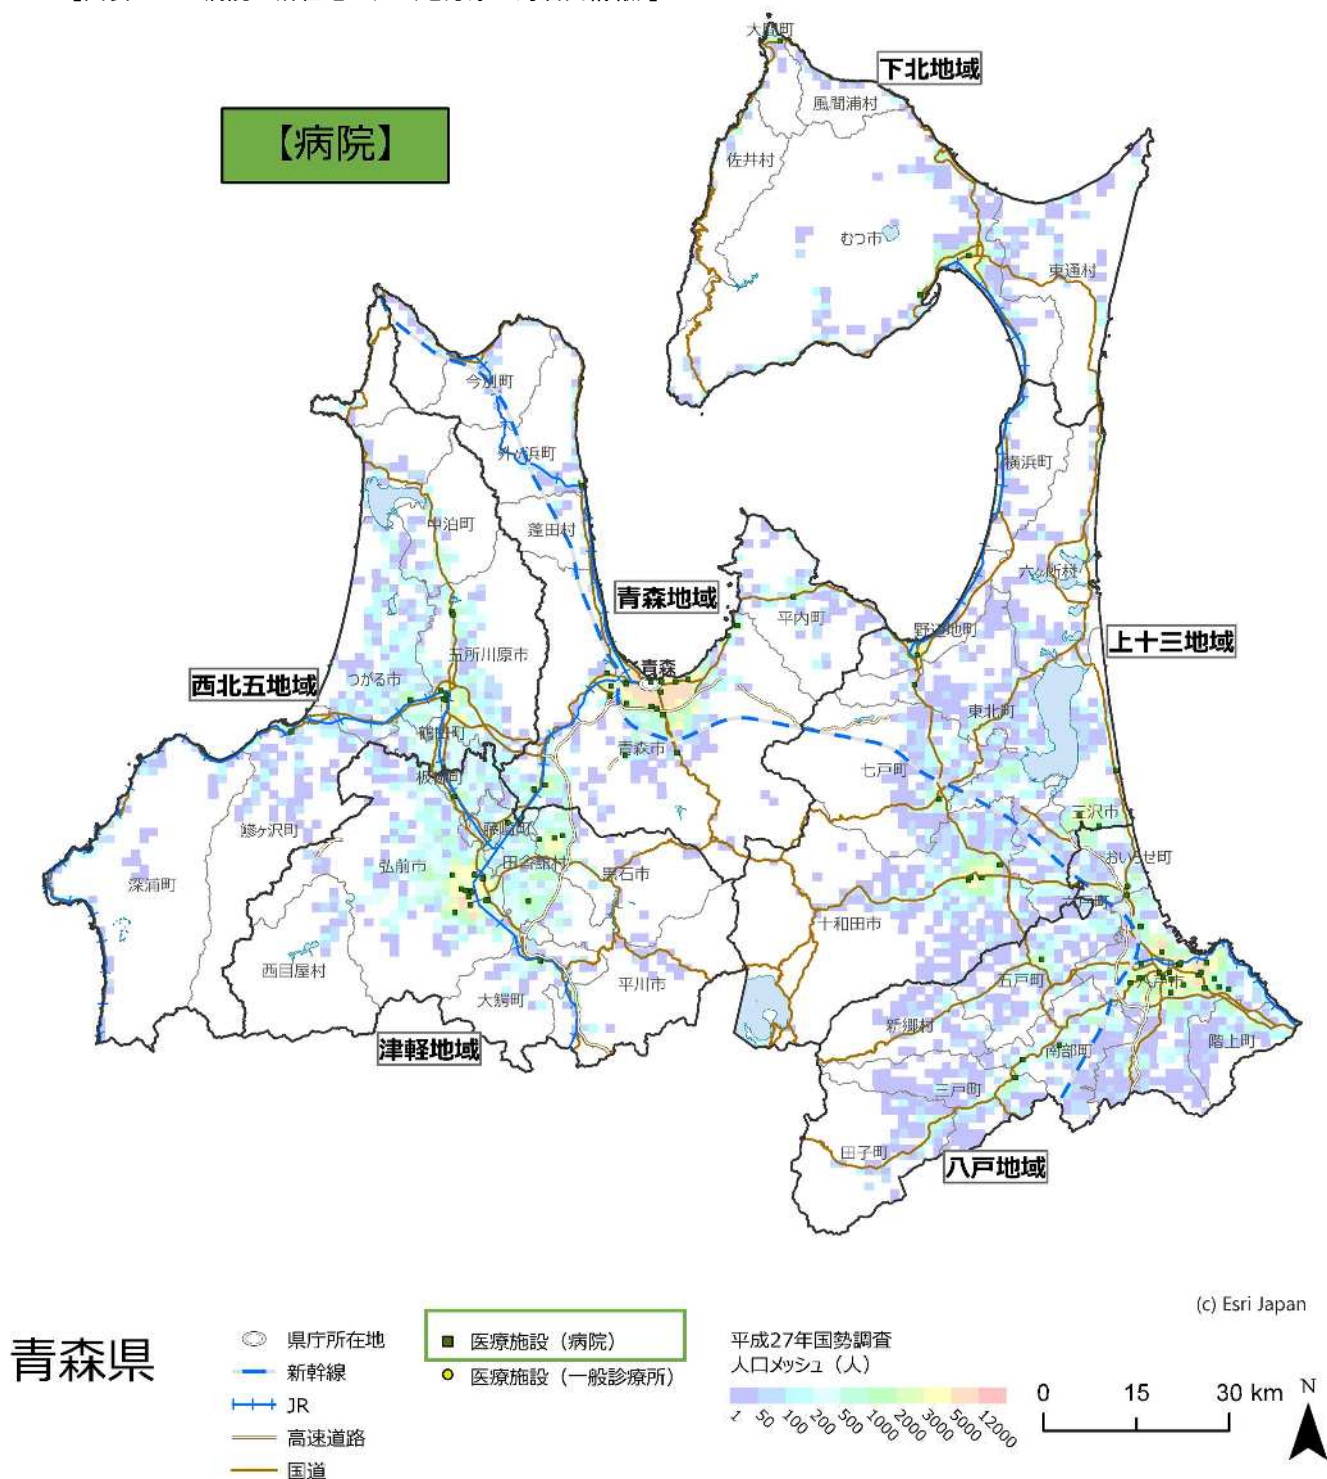 【病院】
大間町
下北地域
風間浦村
佐井村
むつ市
東通村
今別町
外ヶ浜町
横浜町
中泊町
蓬田村
六ヶ所村
青森地域
平内町
野辺地町
上十三地域
青森
五所川原市
西北五地域
つがる市
東北町
鶴田町
青森市
七戸町
板柳町
三沢市
鰺ヶ沢町
藤崎町
おいらせ町
弘前市
田舎館村
黒石市
深浦町
六戸町
十和田市
西目屋村
平川市
五戸町
八戸市
大鰐町
新郷村
津軽地域
南部町
階上町
三戸町
田子町
八戸地域
(c) Esri Japan
青森県
県庁所在地
新幹線
JR
高速道路
国道
医療施設（病院）
医療施設（一般診療所）
平成27年国勢調査
人口メッシュ（人）
1 50 100 200 500 1000 2000 3000 5000 12000
0 15 30 km
N